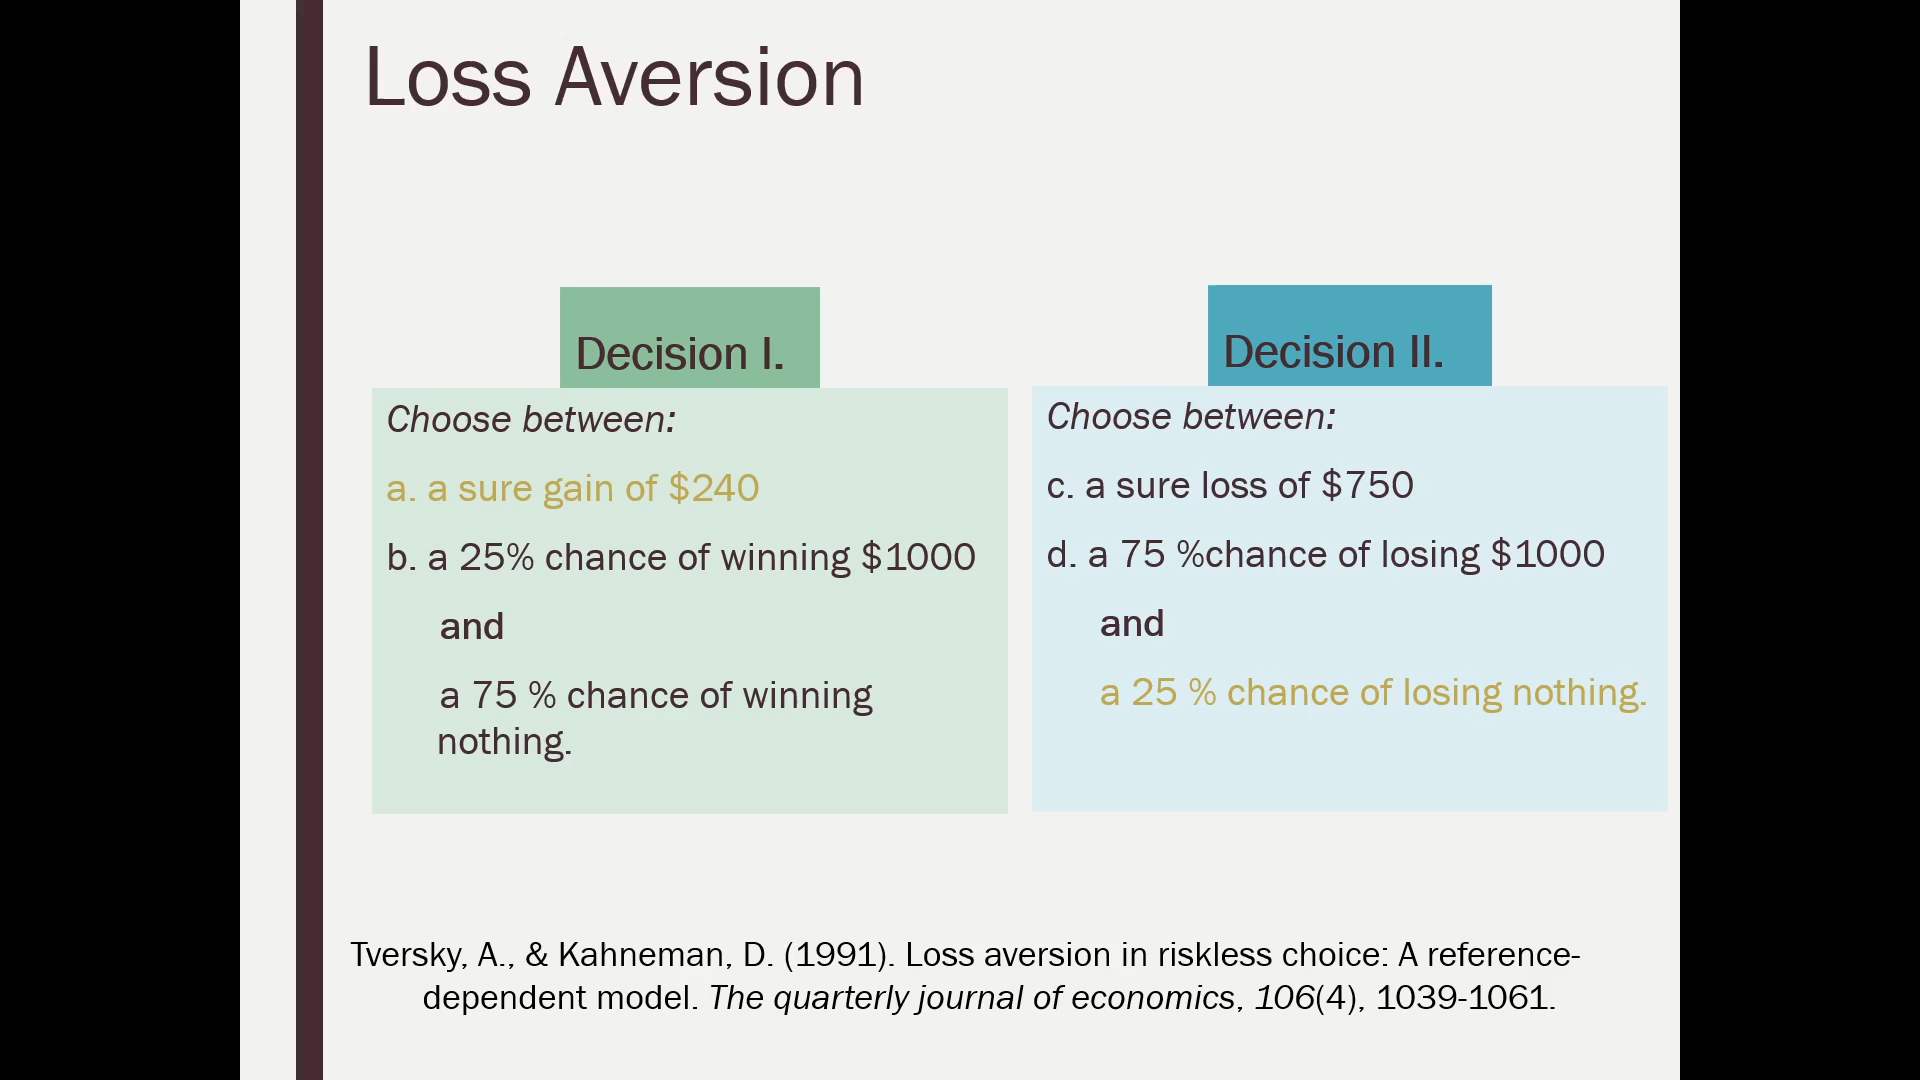 Loss Aversion
Decision I.
Choose between:
a. a sure gain of $240
b. a 25% chance of winning $1000
and
a 75 % chance of winning
nothing.
Decision II.
Choose between:
c. a sure loss of $750
d. a 75 %chance of losing $1000
and
a 25 % chance of losing nothing.
Tversky, A., & Kahneman, D. (1991). Loss aversion in riskless choice: A reference-
dependent model. The quarterly journal of economics, 106(4), 1039-1061.